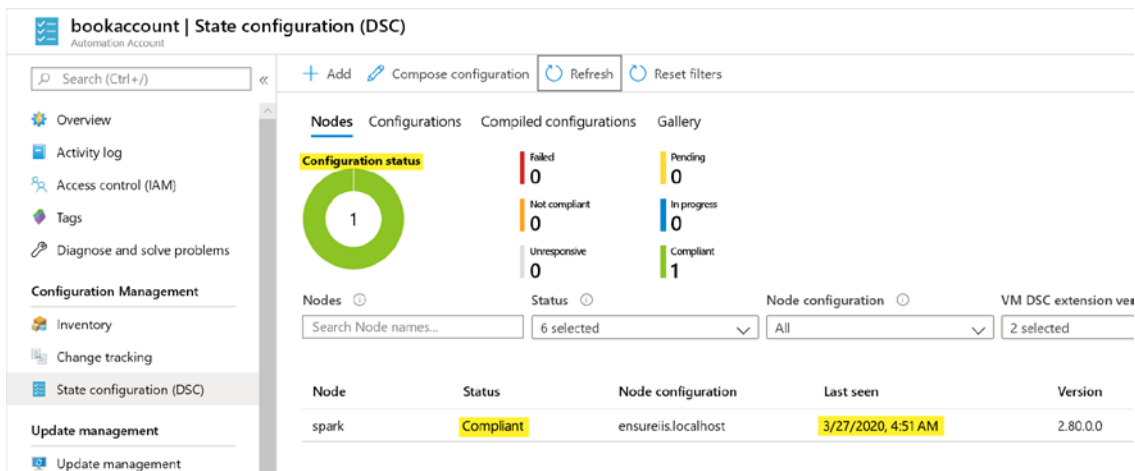 bookaccount | State configuration (DSC)
Automation Account
Search (Ctrl+/)
«
Add Compose configuration Refresh Reset filters
Overview
Activity log
Access control (IAM)
Tags
Diagnose and solve problems
Configuration Management
Inventory
Change tracking
State configuration (DSC)
Update management
Update management
Nodes Configurations Compiled configurations Gallery
Configuration status
1
Failed
0
Pending
0
Not compliant
0
In progress
0
Unresponsive
0
Compliant
1
Nodes Status Node configuration VM DSC extension ver
Search Node names... 6 selected All 2 selected
Node Status Node configuration Last seen Version
spark Compliant ensureiis.localhost 3/27/2020, 4:51 AM 2.80.0.0